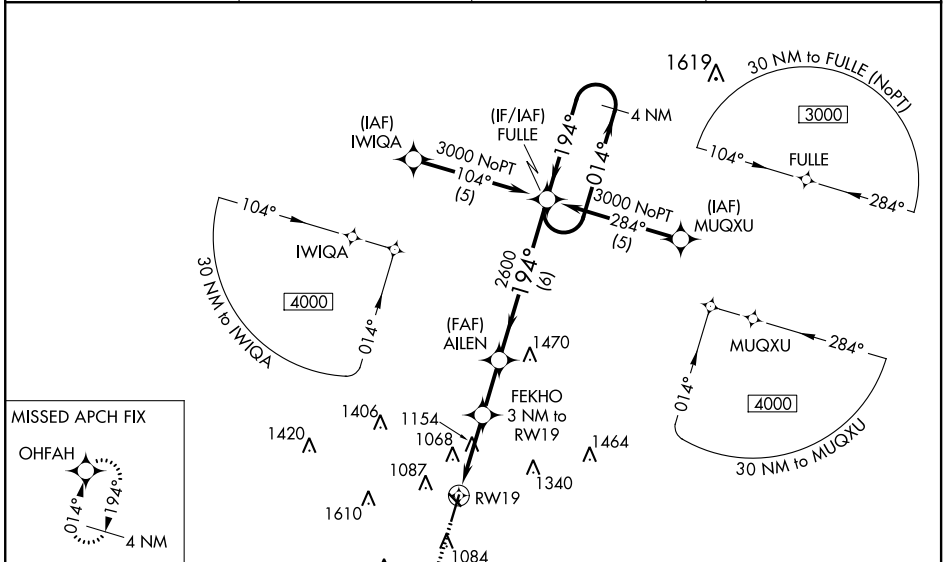 1619
30 NM to FULLE (NoPT)
3000
104°
FULLE
284°
(IF/IAF)
FULLE
4 NM
194°
014°
(IAF)
IWIQA
3000 NoPT
104°
(5)
3000 NoPT
284°
(5)
(IAF)
MUQXU
104°
IWIQA
4000
014°
30 NM to IWIQA
2600
194°
(6)
(FAF)
AILEN
1470
MUQXU
284°
014°
4000
30 NM to MUQXU
FEKHO
3 NM to
RW19
1406
1154
1420
1068
1464
1087
1340
1610
RW19
1084
MISSED APCH FIX
OHFAH
014°
194°
4 NM